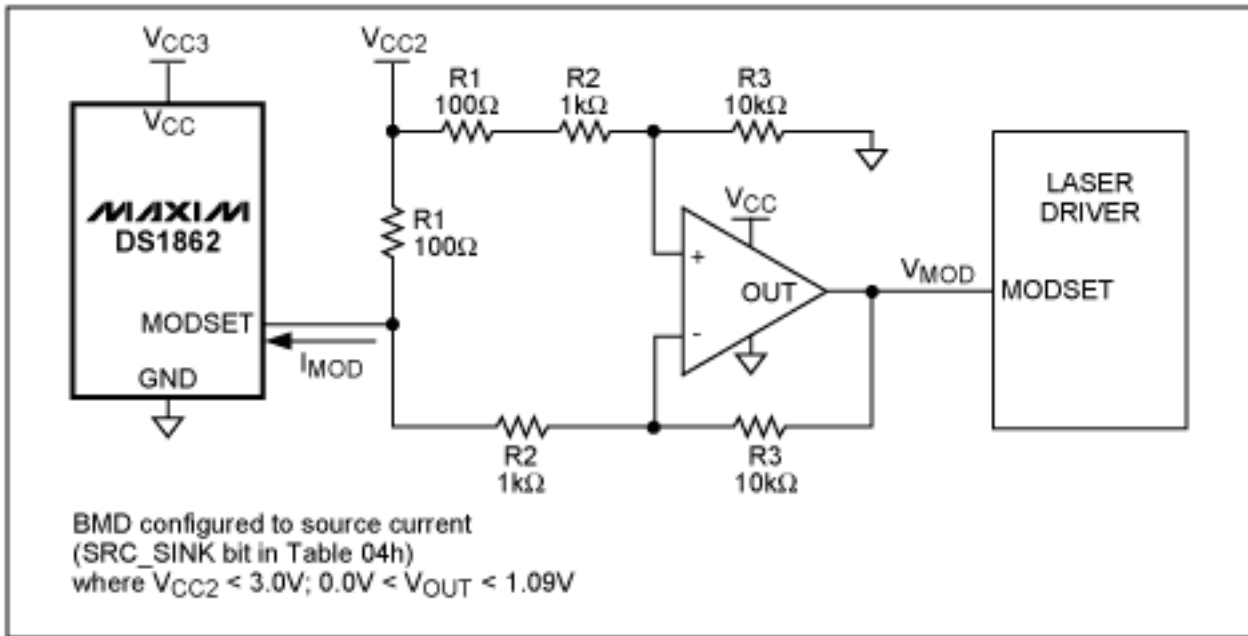 VCC3
VCC
MAXIM
DS1862
MODSET
GND
IMOD
VCC2
R1
100Ω
R2
1kΩ
R3
10kΩ
R1
100Ω
VCC
+
-
OUT
R2
1kΩ
R3
10kΩ
VMOD
LASER
DRIVER
MODSET
BMD configured to source current
(SRC_SINK bit in Table 04h)
where VCC2 < 3.0V; 0.0V < VOUT < 1.09V